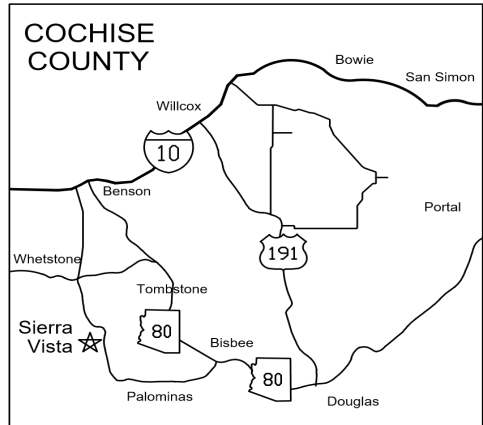 COCHISE
COUNTY
Bowie
San Simon
Willcox
10
Benson
Portal
191
Whetstone
Tombstone
80
Sierra
Vista
Bisbee
80
Palominas
Douglas